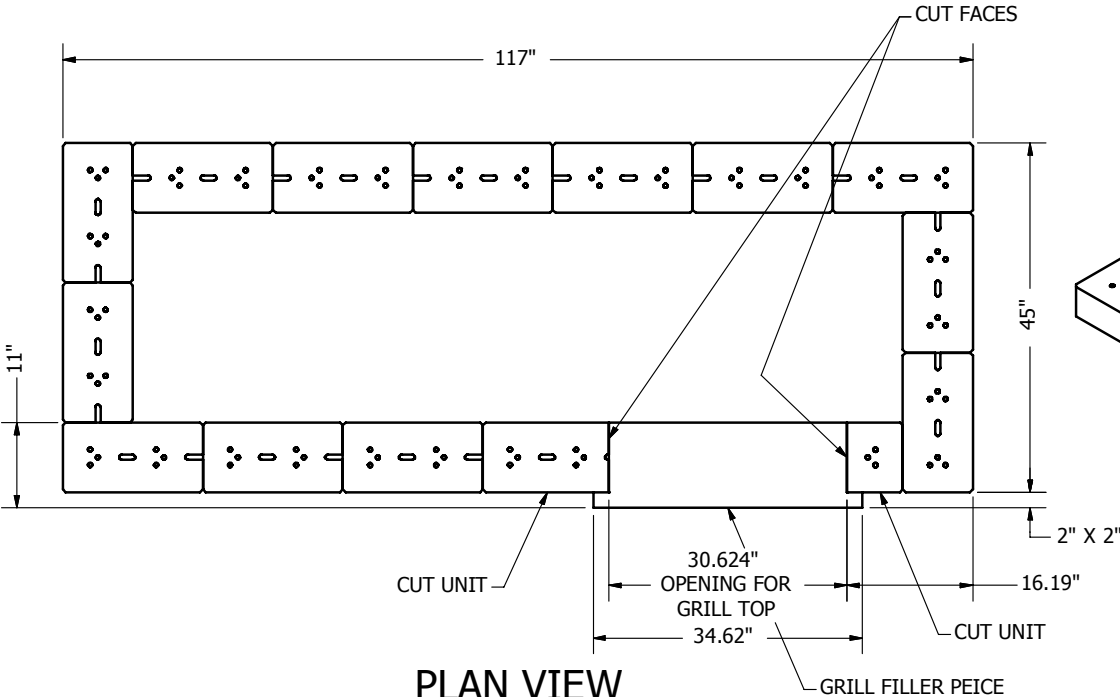 CUT FACES
117"
45"
11"
2" X 2"
30.624"
OPENING FOR
GRILL TOP
34.62"
16.19"
CUT UNIT
CUT UNIT
GRILL FILLER PEICE
PLAN VIEW